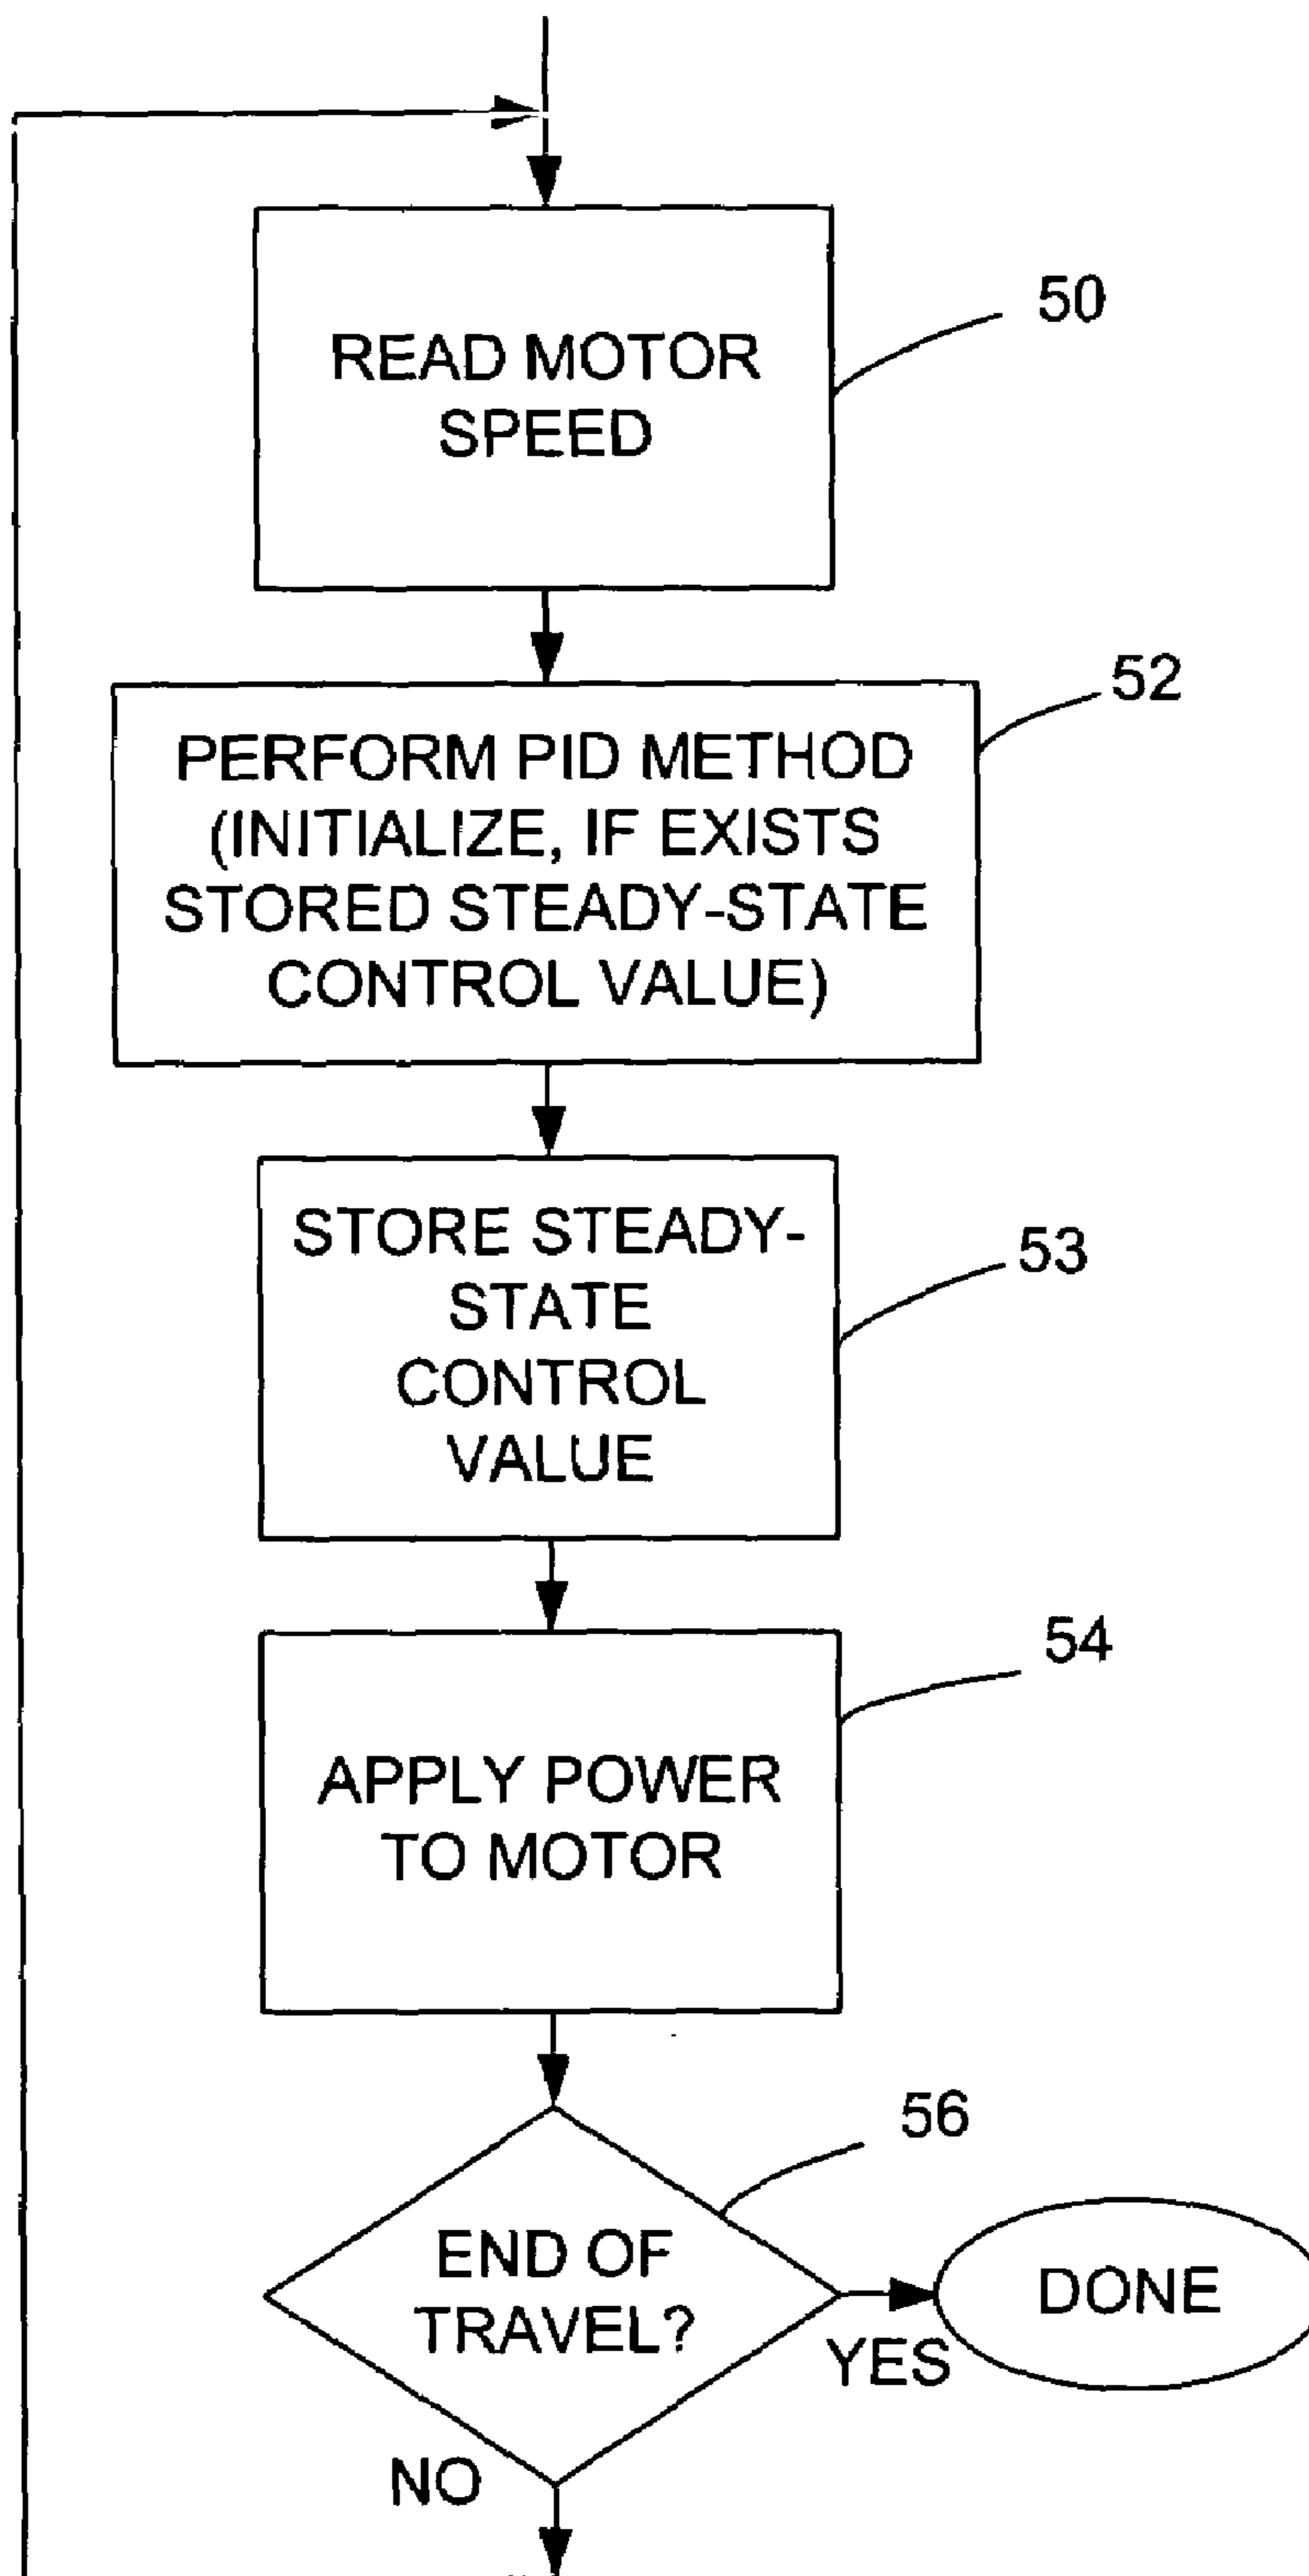 READ MOTOR
SPEED
50
PERFORM PID METHOD
(INITIALIZE, IF EXISTS
STORED STEADY-STATE
CONTROL VALUE)
52
STORE STEADY-
STATE
CONTROL
VALUE
53
APPLY POWER
TO MOTOR
54
END OF
TRAVEL?
56
YES
DONE
NO